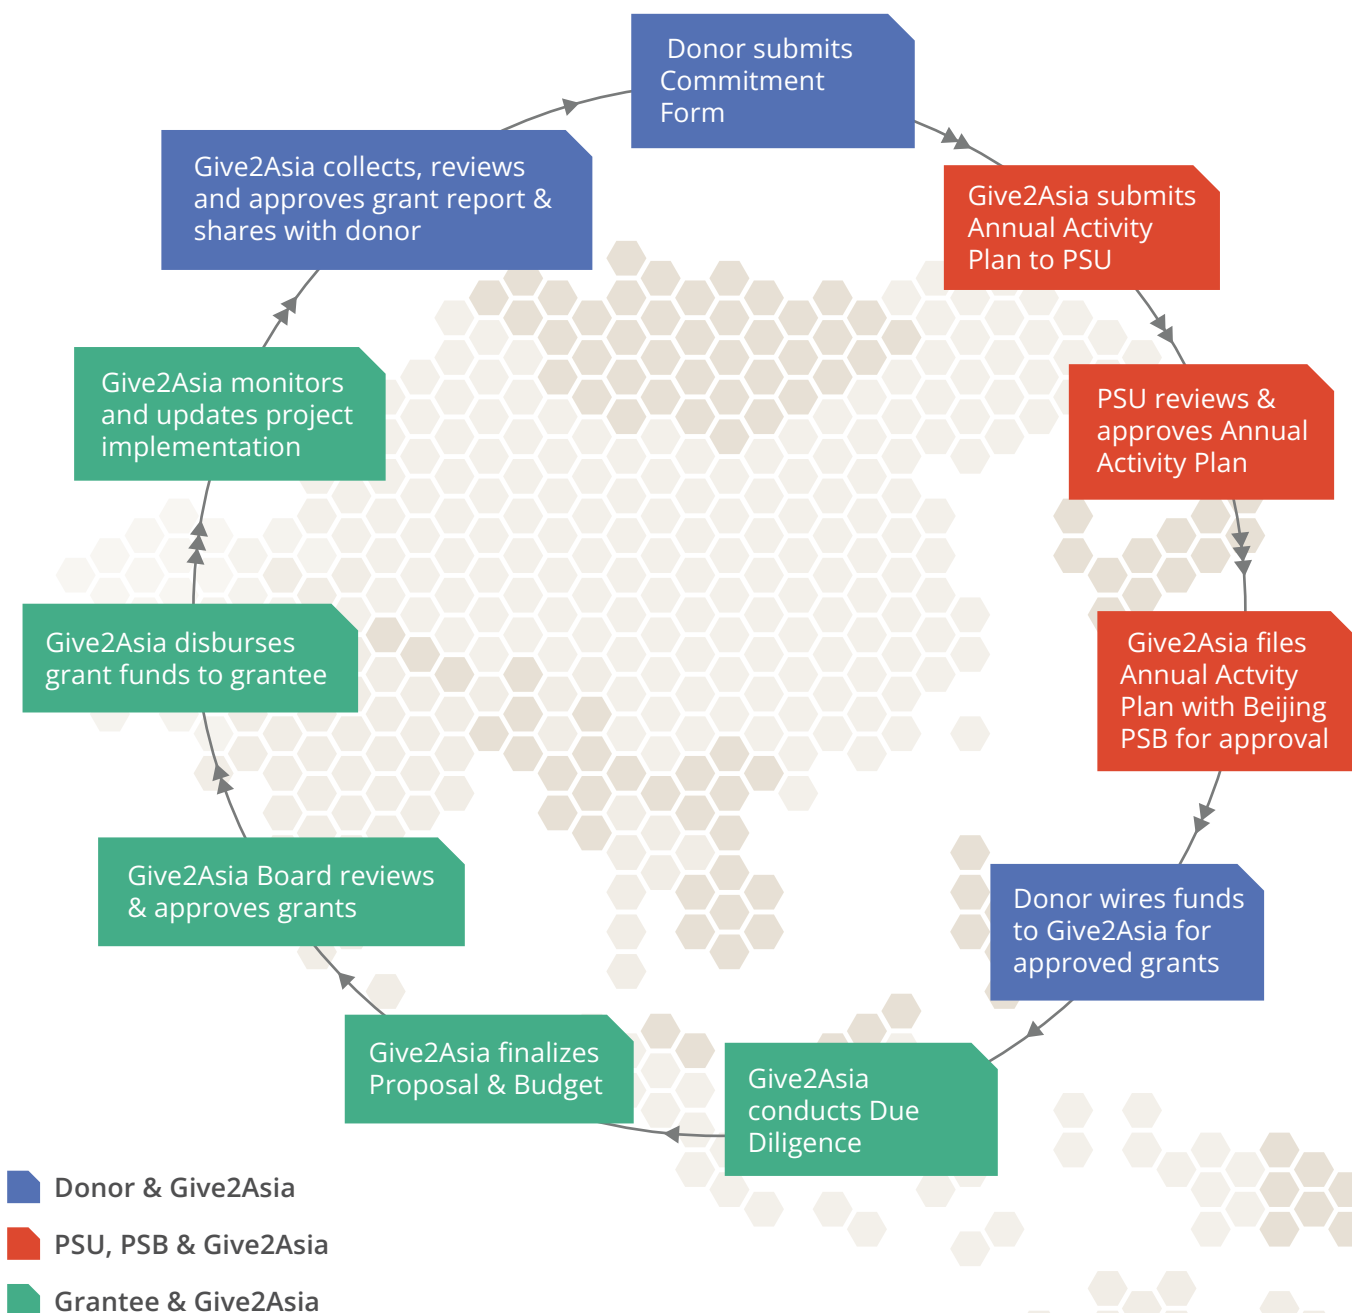 Donor submits
Commitment
Form
Give2Asia submits
Annual Activity
Plan to PSU
PSU reviews &
approves Annual
Activity Plan
Give2Asia files
Annual Actvity
Plan with Beijing
PSB for approval
Donor wires funds
to Give2Asia for
approved grants
Give2Asia
conducts Due
Diligence
Give2Asia finalizes
Proposal & Budget
Give2Asia Board reviews
& approves grants
Give2Asia disburses
grant funds to grantee
Give2Asia monitors
and updates project
implementation
Give2Asia collects, reviews
and approves grant report &
shares with donor
Donor & Give2Asia
PSU, PSB & Give2Asia
Grantee & Give2Asia